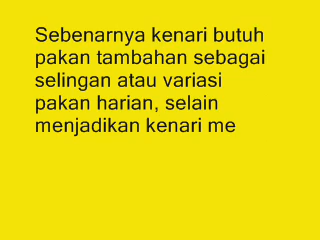 Sebenarnya kenari butuh
pakan tambahan sebagai
selingan atau variasi
pakan harian, selain
menjadikan kenari me